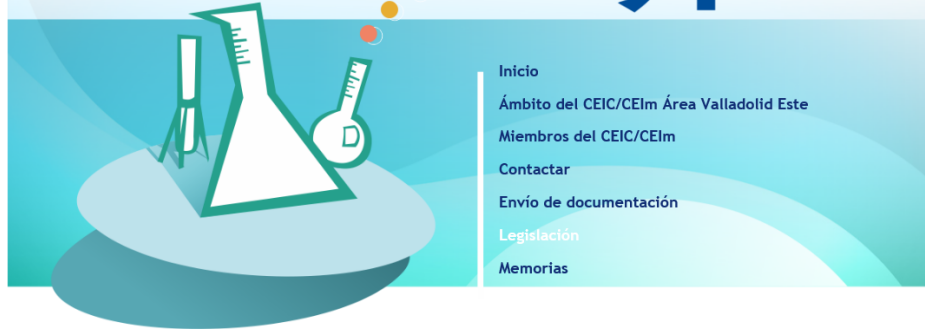 Inicio
Ámbito del CEIC/CEIm Área Valladolid Este
Miembros del CEIC/CEIm
Contactar
Envío de documentación
Legislación
Memorias